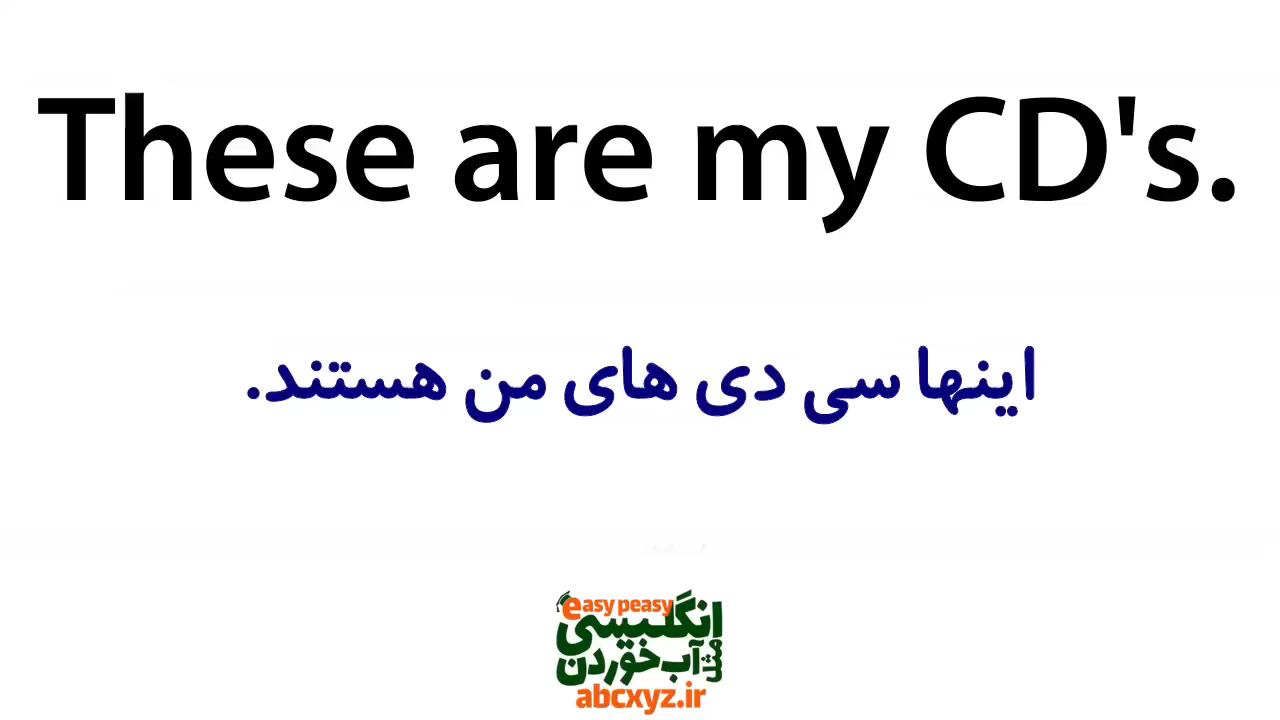 These are my CD's.
اینها سی دی های من هستند.
easy peasy
انگلیسی
مثل آب خوردن
abcxyz.ir